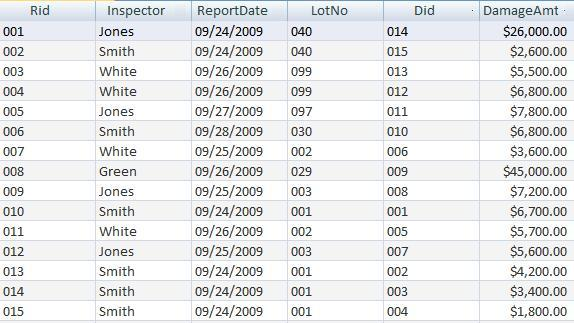 Rid Inspector ReportDate LotNo Did DamageAmt
001 Jones 09/24/2009 040 014 $26,000.00
002 Smith 09/24/2009 040 015 $2,600.00
003 White 09/26/2009 099 013 $5,500.00
004 White 09/26/2009 099 012 $6,800.00
005 Jones 09/27/2009 097 011 $7,800.00
006 Smith 09/28/2009 030 010 $6,800.00
007 White 09/25/2009 002 006 $3,600.00
008 Green 09/26/2009 029 009 $45,000.00
009 Jones 09/25/2009 003 008 $7,200.00
010 Smith 09/24/2009 001 001 $6,700.00
011 White 09/26/2009 002 005 $5,700.00
012 Jones 09/25/2009 003 007 $5,600.00
013 Smith 09/24/2009 001 002 $4,200.00
014 Smith 09/24/2009 001 003 $3,400.00
015 Smith 09/24/2009 001 004 $1,800.00